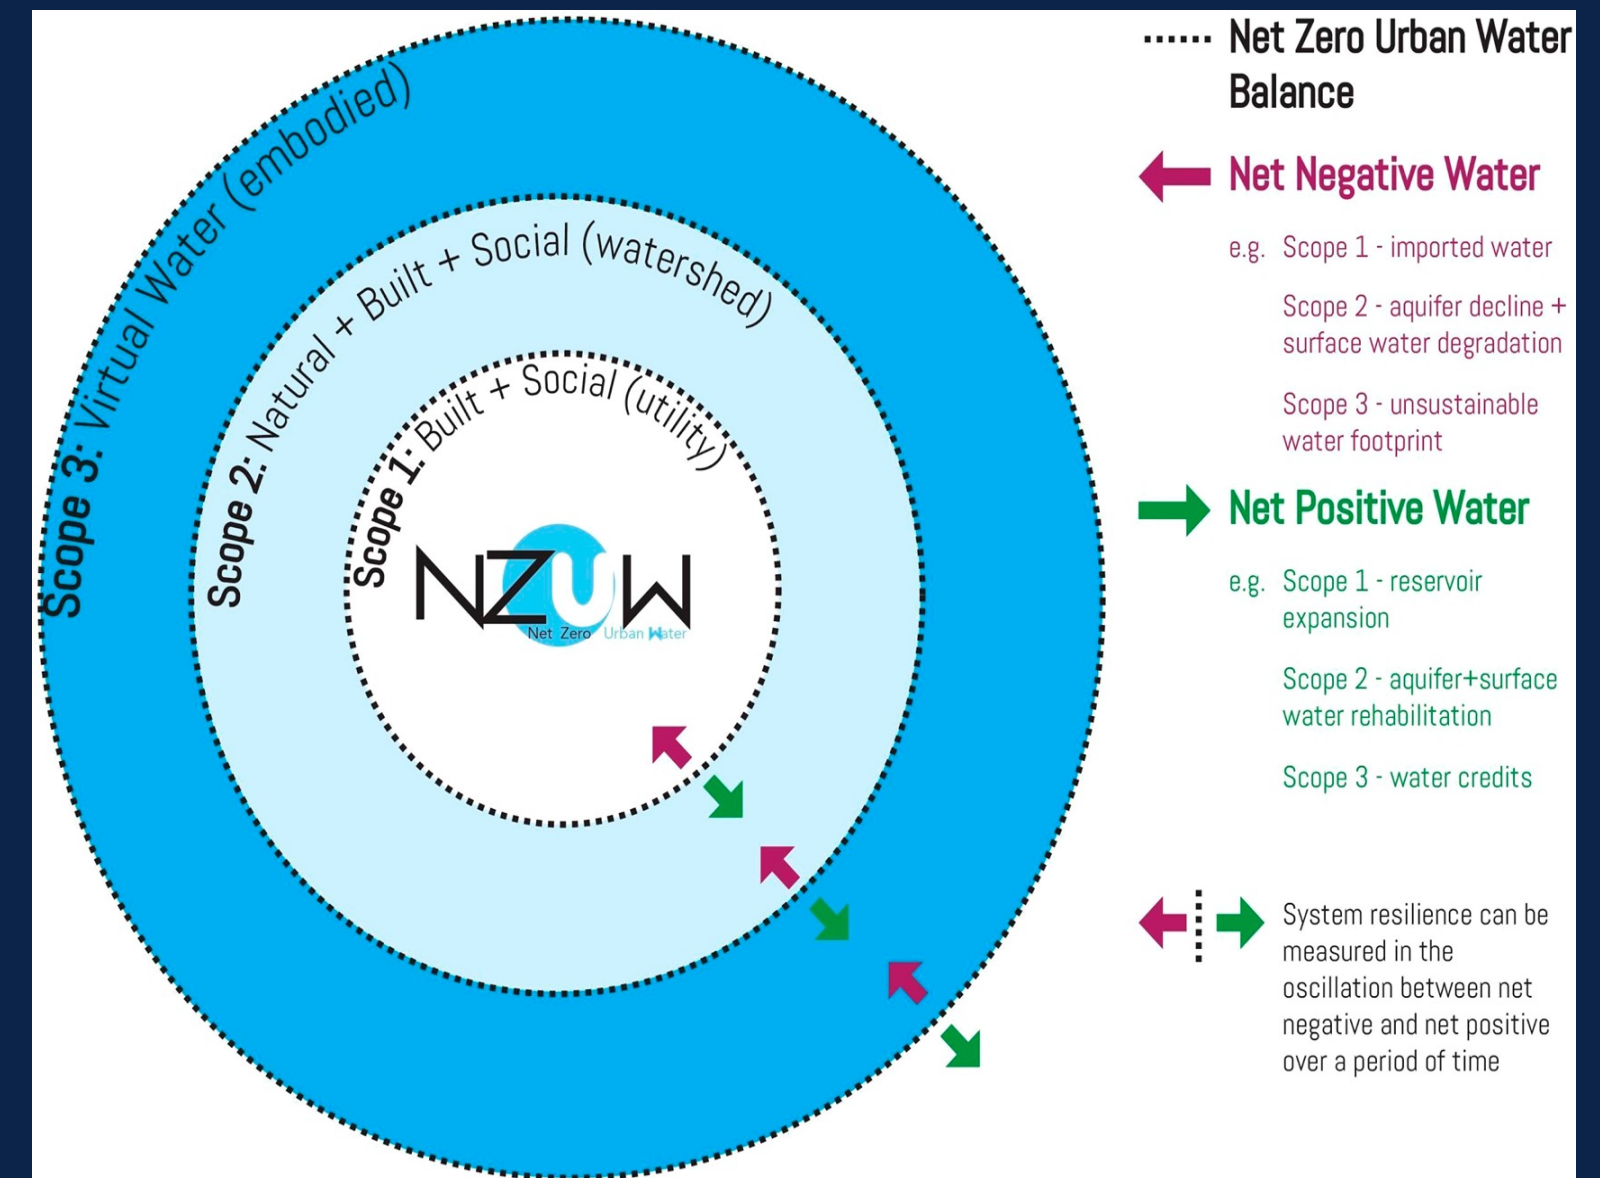 Scope 3: Virtual Water (embodied)
Scope 2: Natural + Built + Social (watershed)
Scope 1: Built + Social (utility)
NZUW
Net Zero Urban Water
Net Zero Urban Water
Balance
Net Negative Water
e.g. Scope 1 - imported water
Scope 2 - aquifer decline +
surface water degradation
Scope 3 - unsustainable
water footprint
Net Positive Water
e.g. Scope 1 - reservoir
expansion
Scope 2 - aquifer+surface
water rehabilitation
Scope 3 - water credits
System resilience can be
measured in the
oscillation between net
negative and net positive
over a period of time